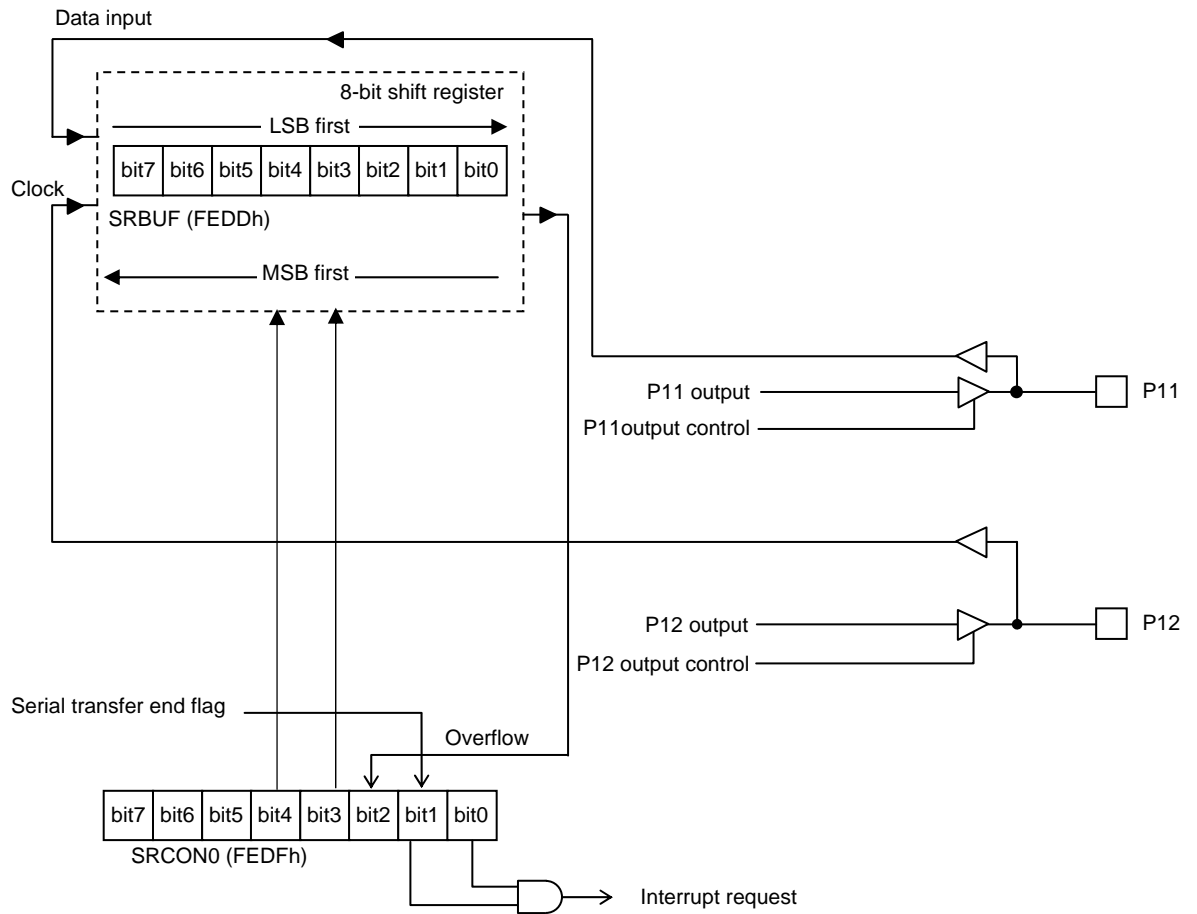 Data input
8-bit shift register
LSB first
bit7 bit6 bit5 bit4 bit3 bit2 bit1 bit0
Clock
SRBUF (FEDDh)
MSB first
P11 output
P11
P11output control
P12 output
P12
P12 output control
Serial transfer end flag
Overflow
bit7 bit6 bit5 bit4 bit3 bit2 bit1 bit0
SRCON0 (FEDFh)
Interrupt request